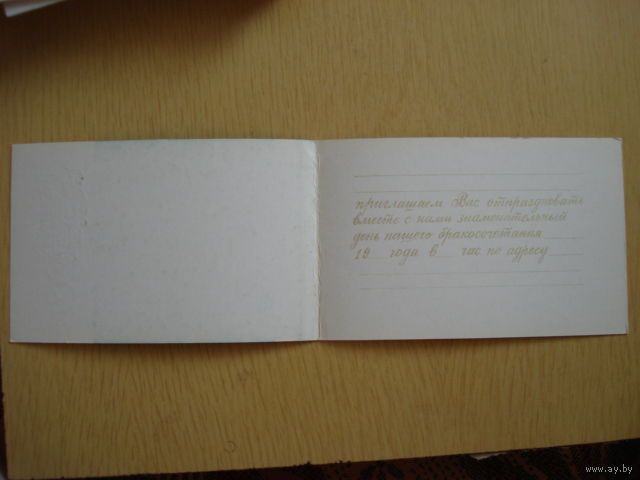 приглашаем Вас отпраздновать
вместе с нами знаменательный
день нашего бракосочетания
19 года в час по адресу
www.ay.by